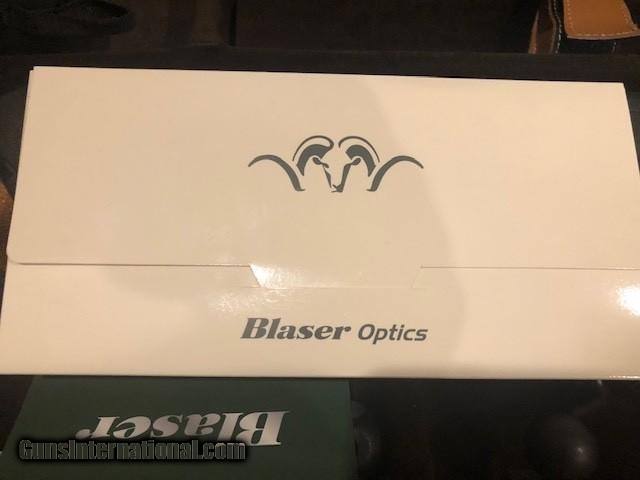 Blaser Optics
Blaser
GunsInternational.com